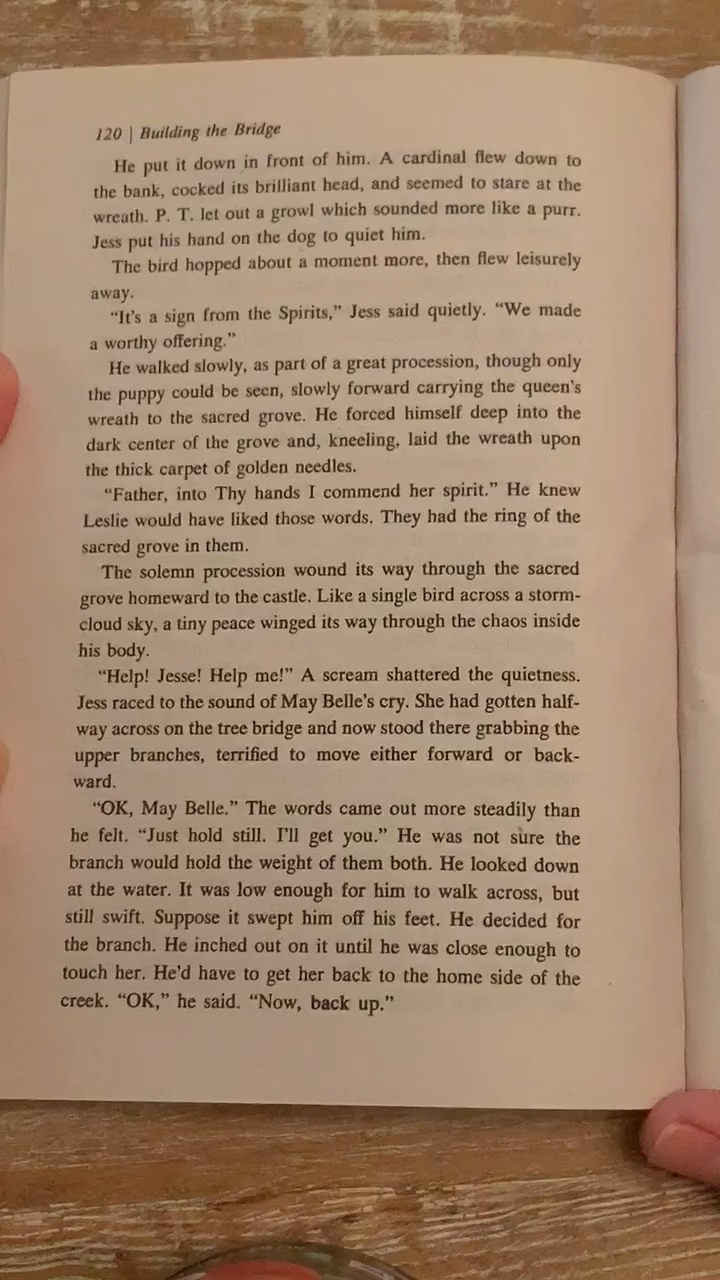 120 | Building the Bridge
He put it down in front of him. A cardinal flew down to
the bank, cocked its brilliant head, and seemed to stare at the
wreath. P. T. let out a growl which sounded more like a purr.
Jess put his hand on the dog to quiet him.
The bird hopped about a moment more, then flew leisurely
away.
“It’s a sign from the Spirits,” Jess said quietly. “We made
a worthy offering.”
He walked slowly, as part of a great procession, though only
the puppy could be seen, slowly forward carrying the queen’s
wreath to the sacred grove. He forced himself deep into the
dark center of the grove and, kneeling, laid the wreath upon
the thick carpet of golden needles.
“Father, into Thy hands I commend her spirit.” He knew
Leslie would have liked those words. They had the ring of the
sacred grove in them.
The solemn procession wound its way through the sacred
grove homeward to the castle. Like a single bird across a storm-
cloud sky, a tiny peace winged its way through the chaos inside
his body.
“Help! Jesse! Help me!” A scream shattered the quietness.
Jess raced to the sound of May Belle’s cry. She had gotten half-
way across on the tree bridge and now stood there grabbing the
upper branches, terrified to move either forward or back-
ward.
“OK, May Belle.” The words came out more steadily than
he felt. “Just hold still. I’ll get you.” He was not sure the
branch would hold the weight of them both. He looked down
at the water. It was low enough for him to walk across, but
still swift. Suppose it swept him off his feet. He decided for
the branch. He inched out on it until he was close enough to
touch her. He’d have to get her back to the home side of the
creek. “OK,” he said. “Now, back up.”